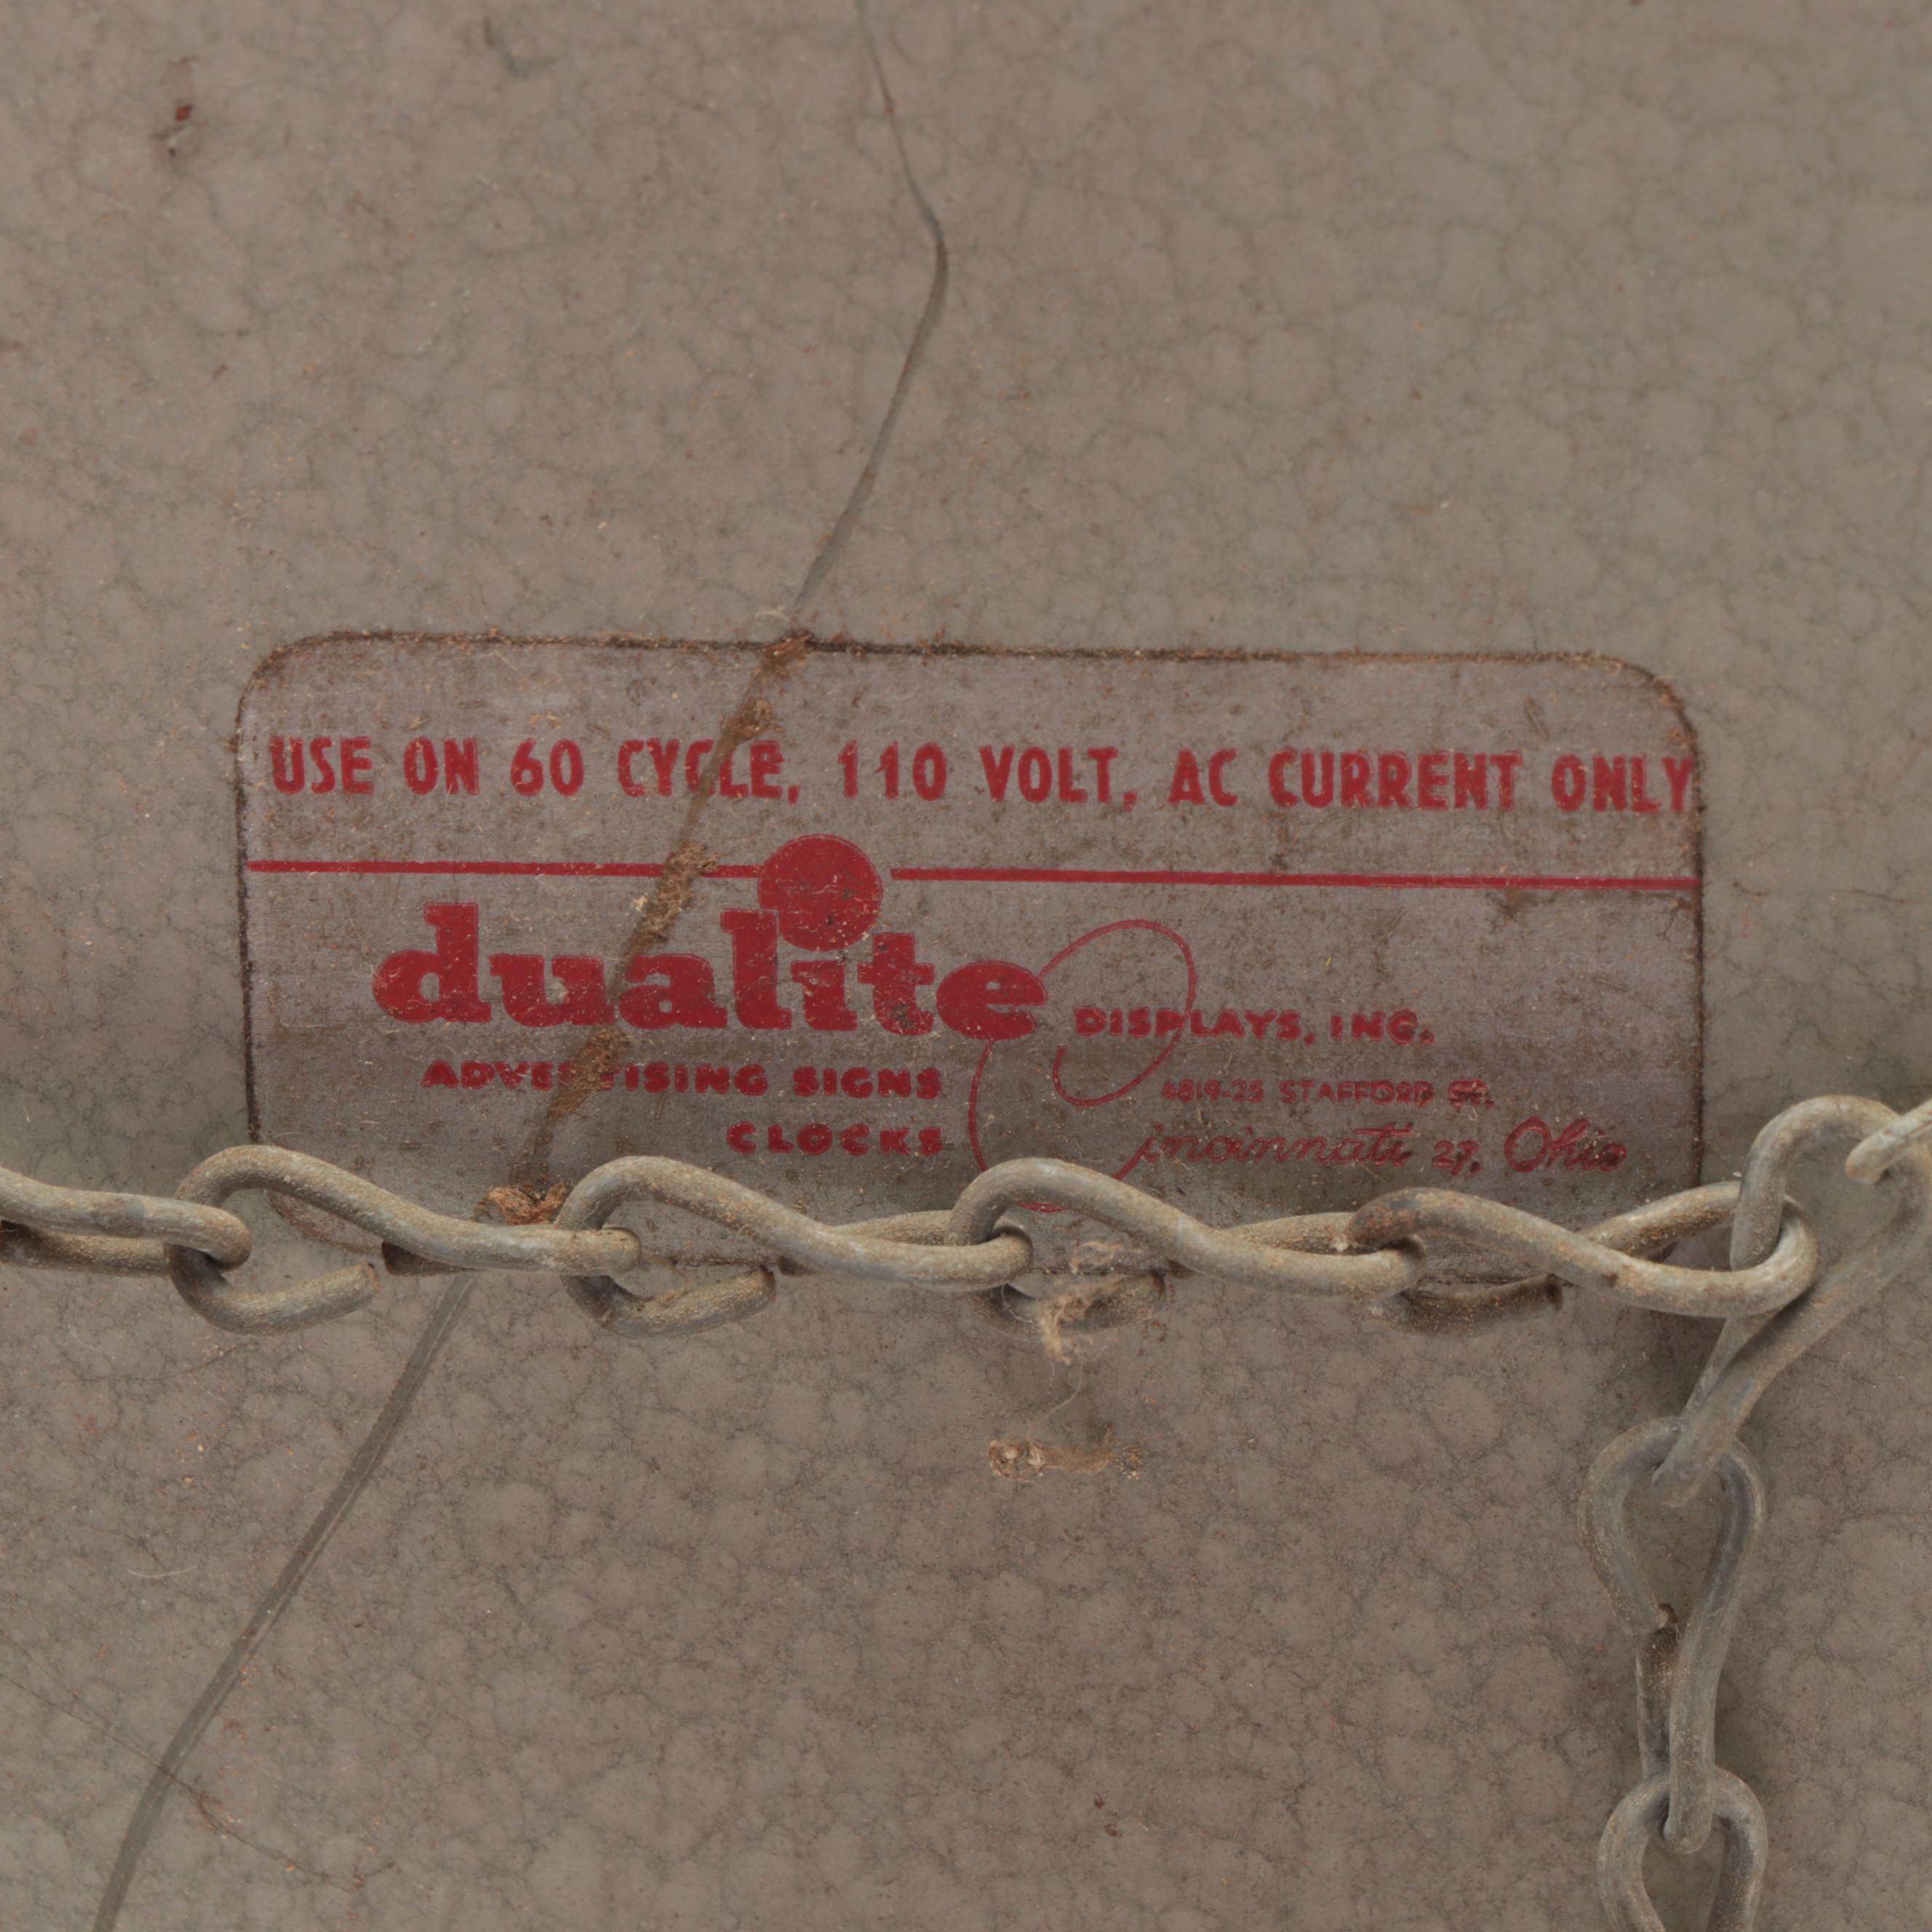 USE ON 60 CYCLE, 110 VOLT, AC CURRENT ONLY
dualite DISPLAYS, INC.
ADVERTISING SIGNS
4819-25 STAFFORD ST.
CLOCKS
Cincinnati 27, Ohio